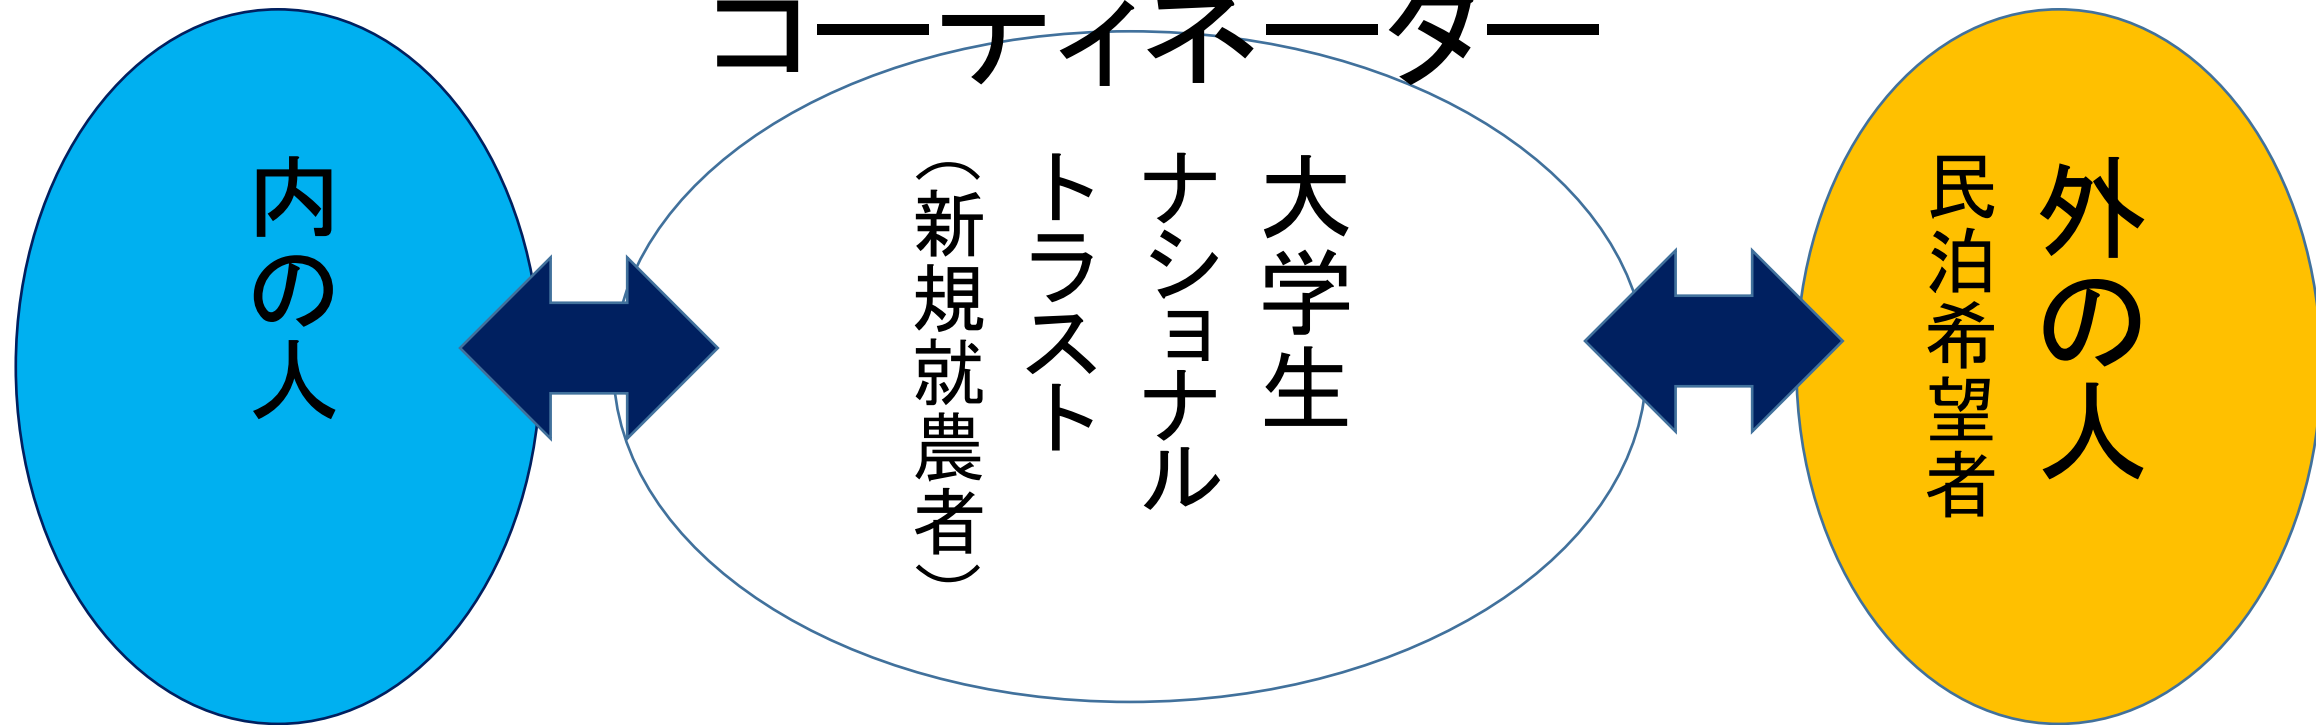 コーディネーター
内の人
大学生
ナショナル
トラスト
（新規就農者）
外の人
民泊希望者